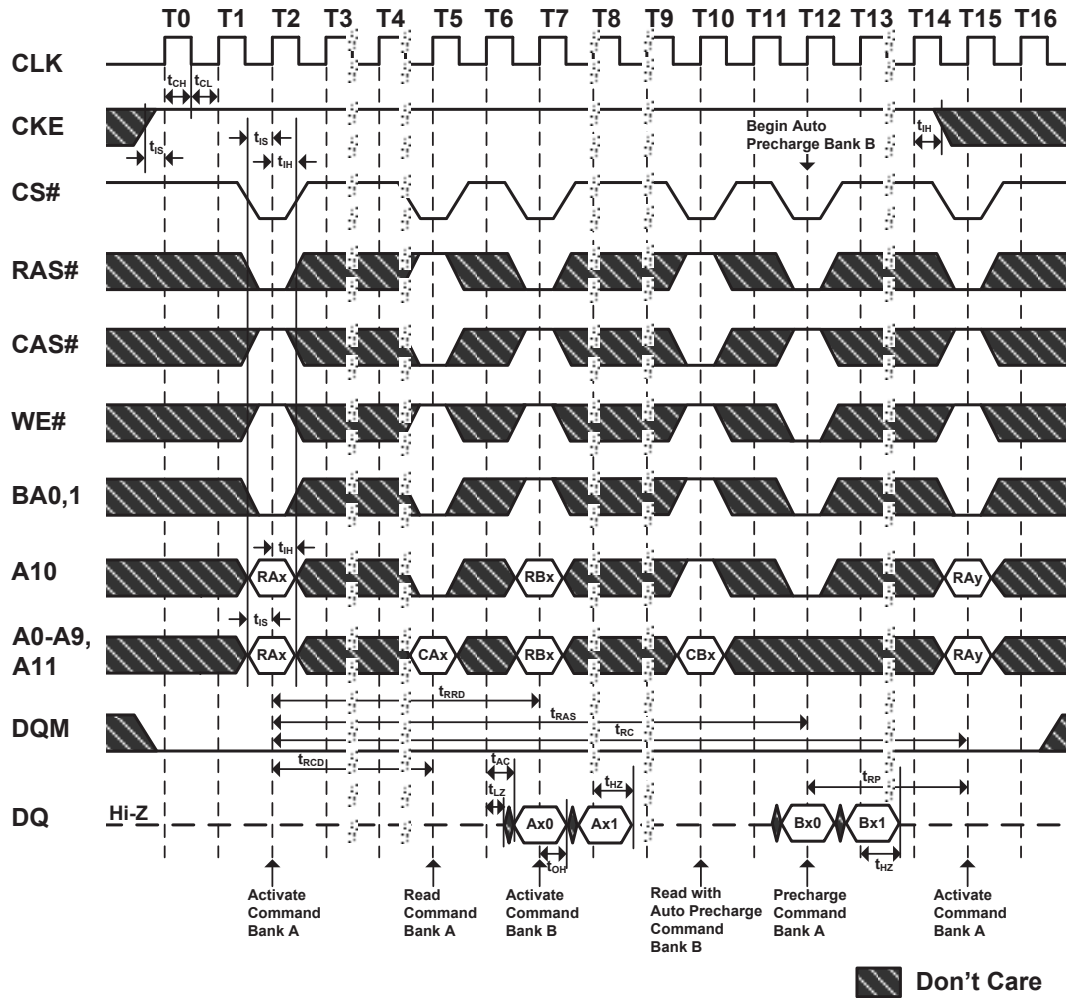 T0 T1 T2 T3 T4 T5 T6 T7 T8 T9 T10 T11 T12 T13 T14 T15 T16
CLK
tCH tCL
CKE
tIS
tIS
tIH
Begin Auto
Precharge Bank B
tIH
CS#
RAS#
CAS#
WE#
BA0,1
tIH
A10
RAx RBx RAy
tIS
A0-A9,
A11
RAx CAx RBx CBx RAy
tRRD
tRAS
DQM
tRC
tRCD
tAC
tLZ
tHZ
tRP
DQ
Hi-Z
Ax0 Ax1 Bx0 Bx1
tOH
tHZ
Activate
Command
Bank A
Read
Command
Bank A
Activate
Command
Bank B
Read with
Auto Precharge
Command
Bank B
Precharge
Command
Bank A
Activate
Command
Bank A
Don't Care